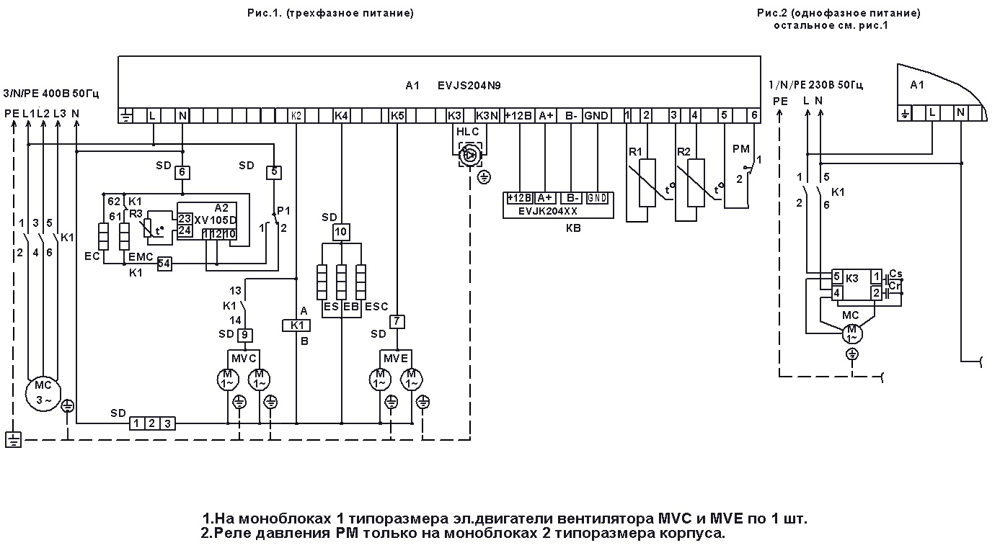 Рис.1. (трехфазное питание)
Рис.2 (однофазное питание)
остальное см. рис.1
A1 EVJS204N9
3/N/PE 400В 50Гц
PE L1 L2 L3 N
L N K2 K4 K5 K3 K3N +12В A+ B- GND 1 2 3 4 5 6
1/N/PE 230В 50Гц
PE L N
A1
L N
HLC
SD 6
SD 5
R1 t°
R2 t°
PM 1
2
62 K1
61 R3 t°
A2
23 XV105D
24
1 12 10
P1
1 2
+12В A+ B- GND
EVJK204XX
КВ
1 3 5
K1
2 4 6
EC EMC
K1 54
SD
10
ES EB ESC
13
K1
14
SD 9
A
K1
B
7
SD
MVC
M
1~
M
1~
MVE
M
1~
M
1~
MC
3 ~
SD
1 2 3
1 5
K1
2 6
5 K3 1 Cs
4 2 Cr
MC
M
1~
1.На моноблоках 1 типоразмера эл.двигатели вентилятора MVC и MVE по 1 шт.
2.Реле давления PM только на моноблоках 2 типоразмера корпуса.